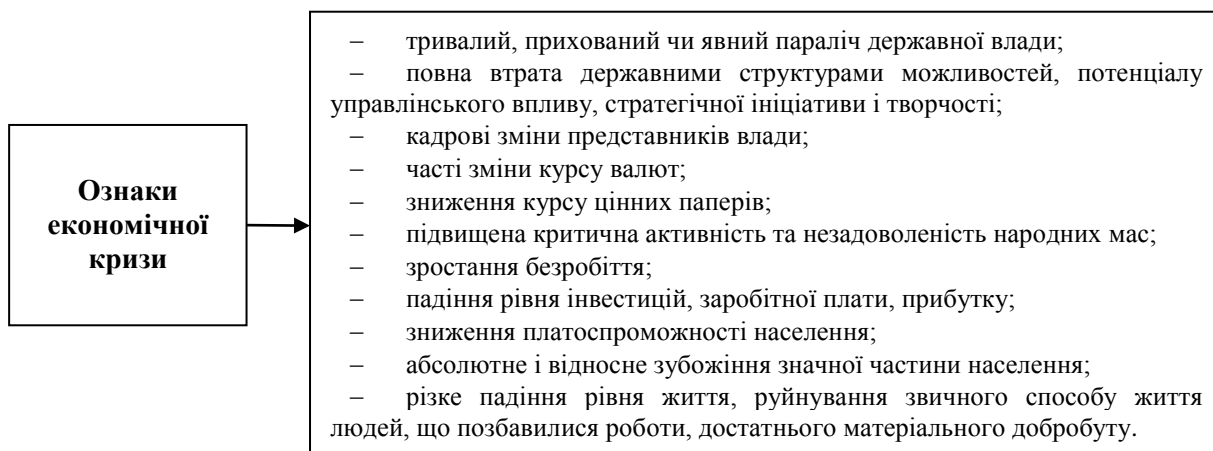 Ознаки
економічної
кризи
– тривалий, прихований чи явний параліч державної влади;
– повна втрата державними структурами можливостей, потенціалу
управлінського впливу, стратегічної ініціативи і творчості;
– кадрові зміни представників влади;
– часті зміни курсу валют;
– зниження курсу цінних паперів;
– підвищена критична активність та незадоволеність народних мас;
– зростання безробіття;
– падіння рівня інвестицій, заробітної плати, прибутку;
– зниження платоспроможності населення;
– абсолютне і відносне зубожіння значної частини населення;
– різке падіння рівня життя, руйнування звичного способу життя
людей, що позбавилися роботи, достатнього матеріального добробуту.